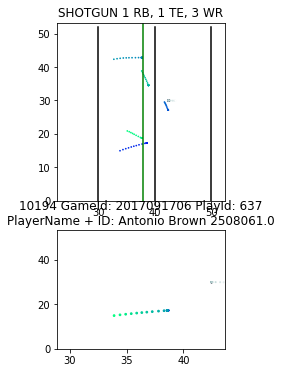 SHOTGUN 1 RB, 1 TE, 3 WR
50
40
30
20
10
0
30 40 50
10194 GameId: 2017091706 PlayId: 637
PlayerName + ID: Antonio Brown 2508061.0
40
20
0
30 35 40